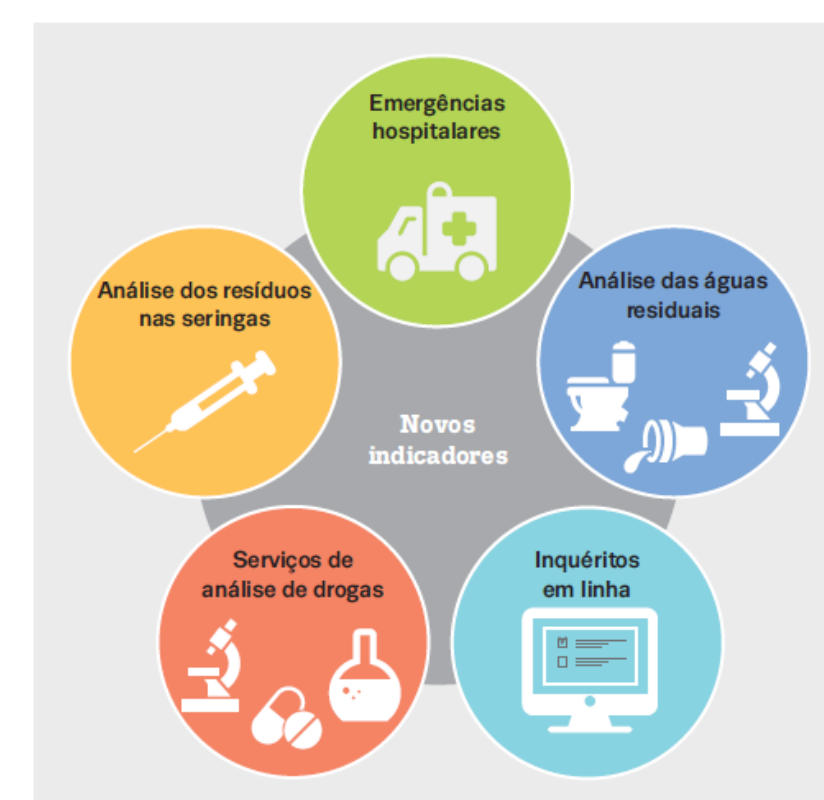 Emergências
hospitalares
Análise dos resíduos
nas seringas
Análise das águas
residuais
Novos
indicadores
Serviços de
análise de drogas
Inquéritos
em linha